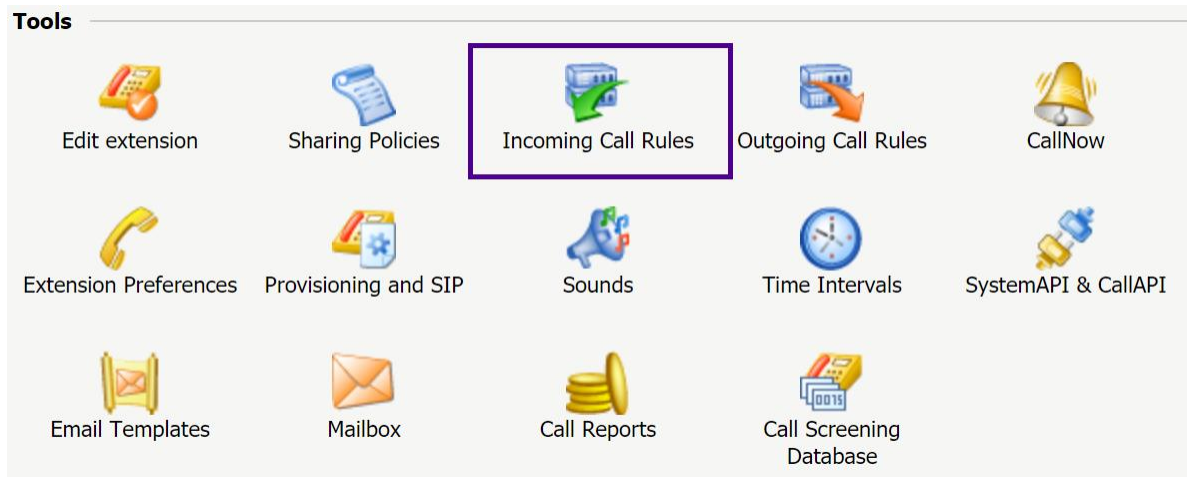 Tools
Edit extension
Sharing Policies
Incoming Call Rules
Outgoing Call Rules
CallNow
Extension Preferences
Provisioning and SIP
Sounds
Time Intervals
SystemAPI & CallAPI
Email Templates
Mailbox
Call Reports
Call Screening
Database